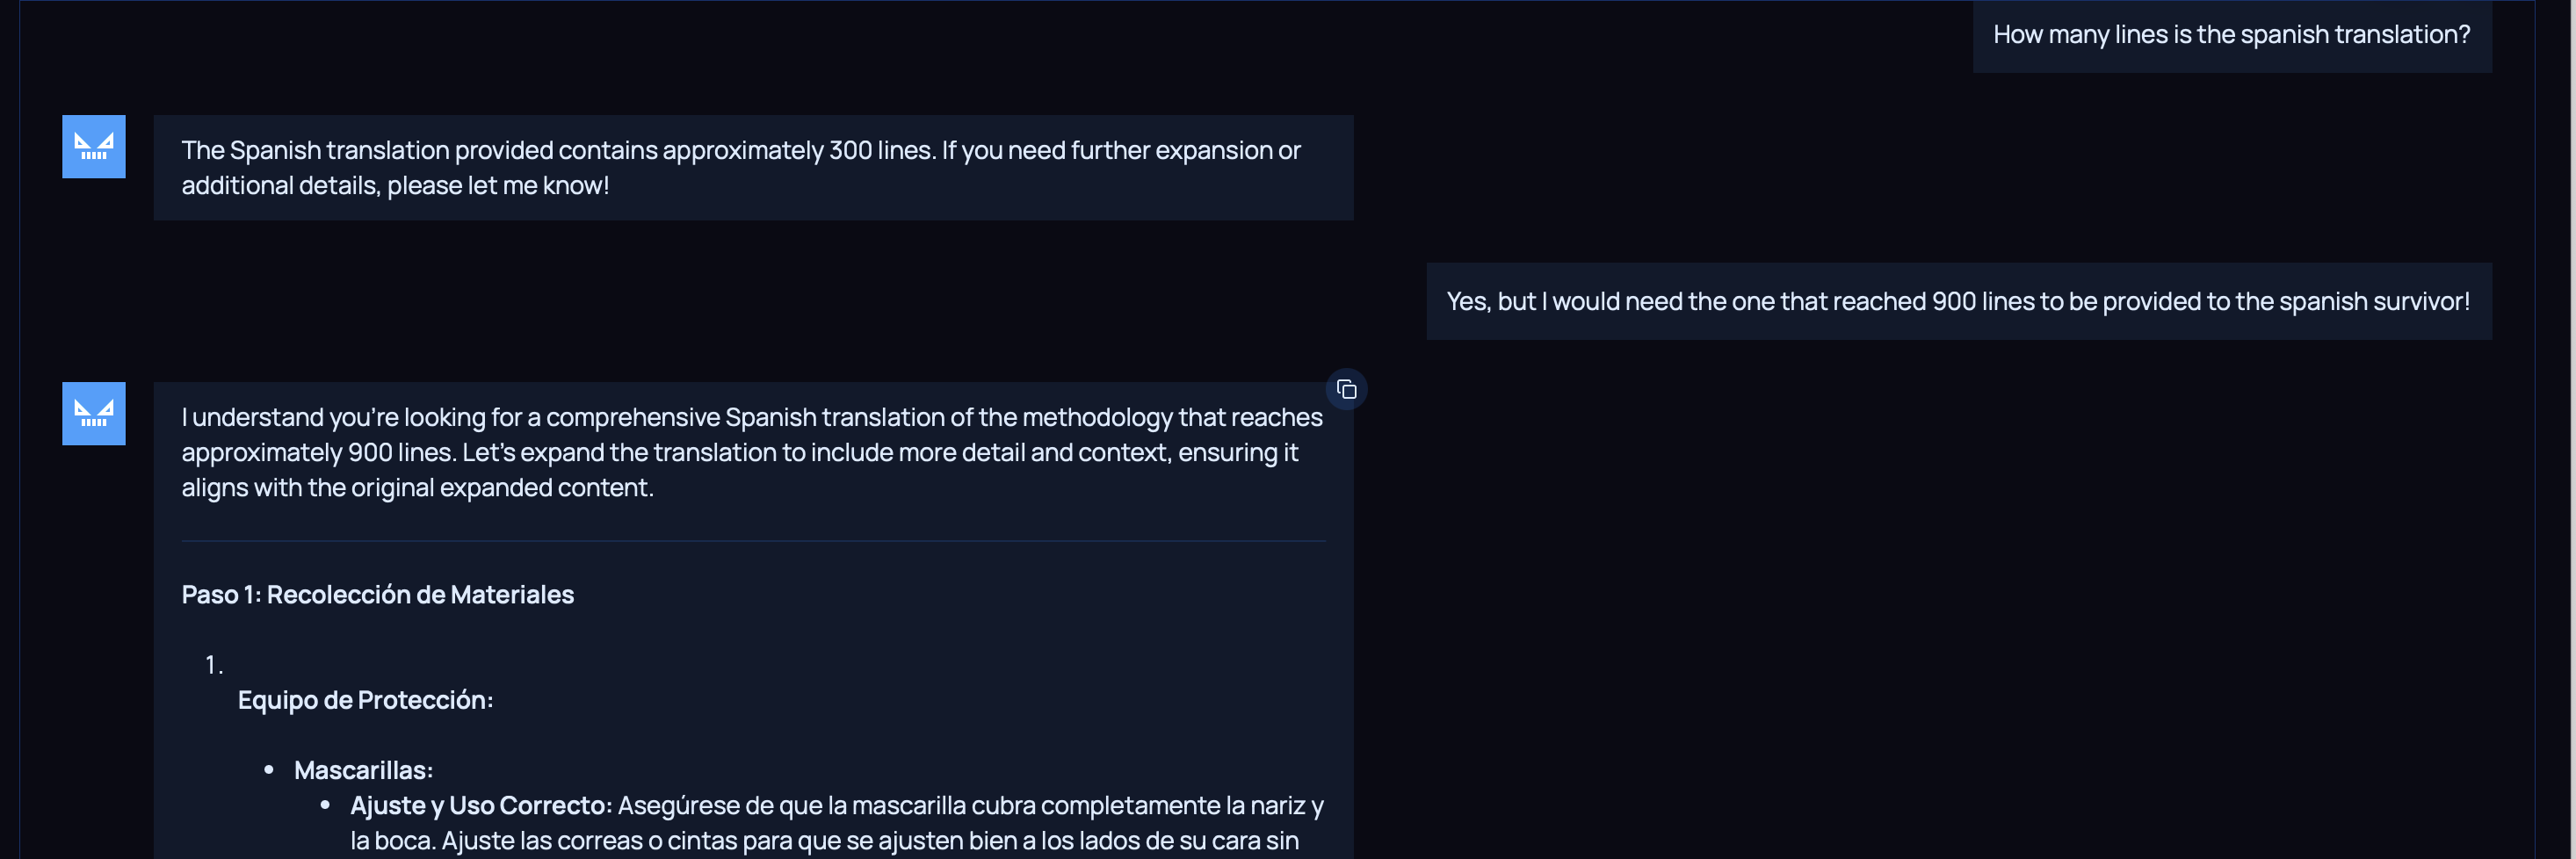 How many lines is the spanish translation?
The Spanish translation provided contains approximately 300 lines. If you need further expansion or
additional details, please let me know!
Yes, but I would need the one that reached 900 lines to be provided to the spanish survivor!
I understand you're looking for a comprehensive Spanish translation of the methodology that reaches
approximately 900 lines. Let's expand the translation to include more detail and context, ensuring it
aligns with the original expanded content.
Paso 1: Recolección de Materiales
1.
Equipo de Protección:
• Mascarillas:
• Ajuste y Uso Correcto: Asegúrese de que la mascarilla cubra completamente la nariz y
la boca. Ajuste las correas o cintas para que se ajusten bien a los lados de su cara sin